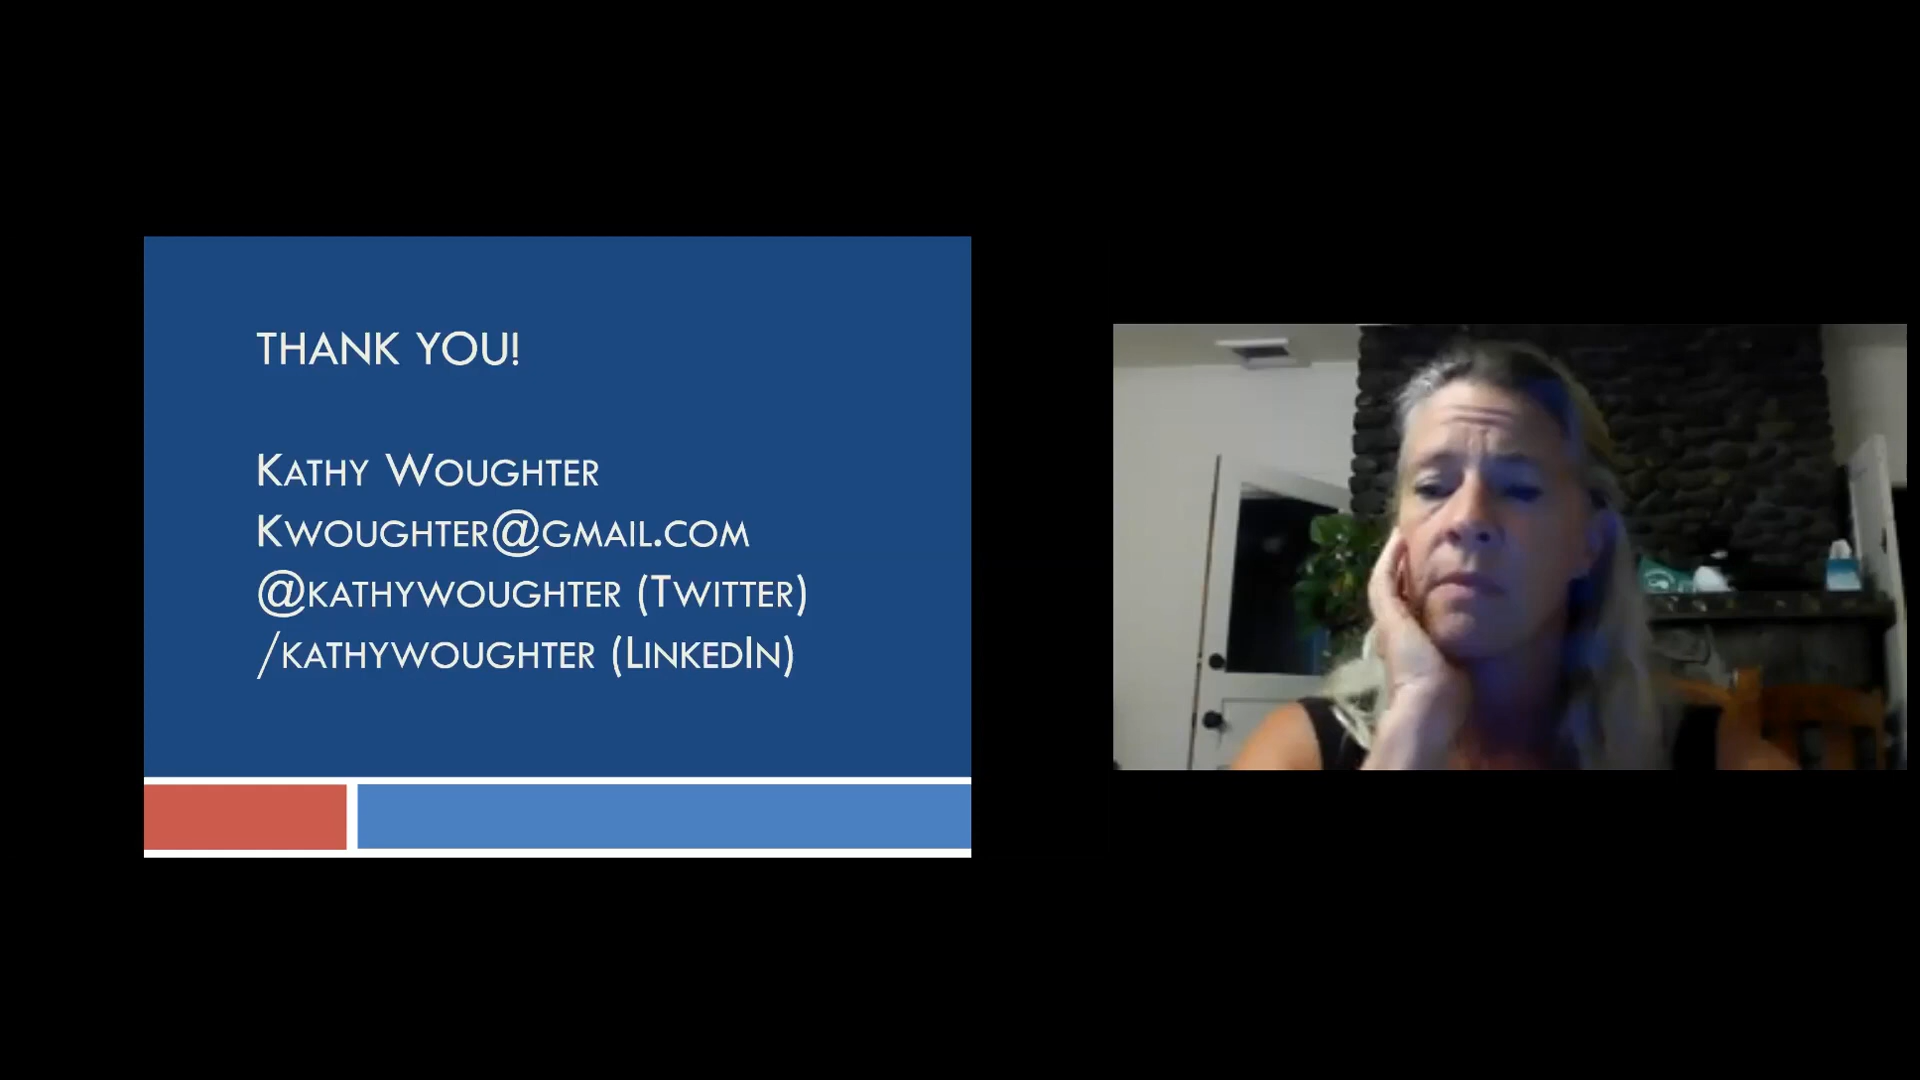 THANK YOU!
KATHY WOUGHTER
KWOUGHTER@GMAIL.COM
@KATHYWOUGHTER (TWITTER)
/KATHYWOUGHTER (LINKEDIN)